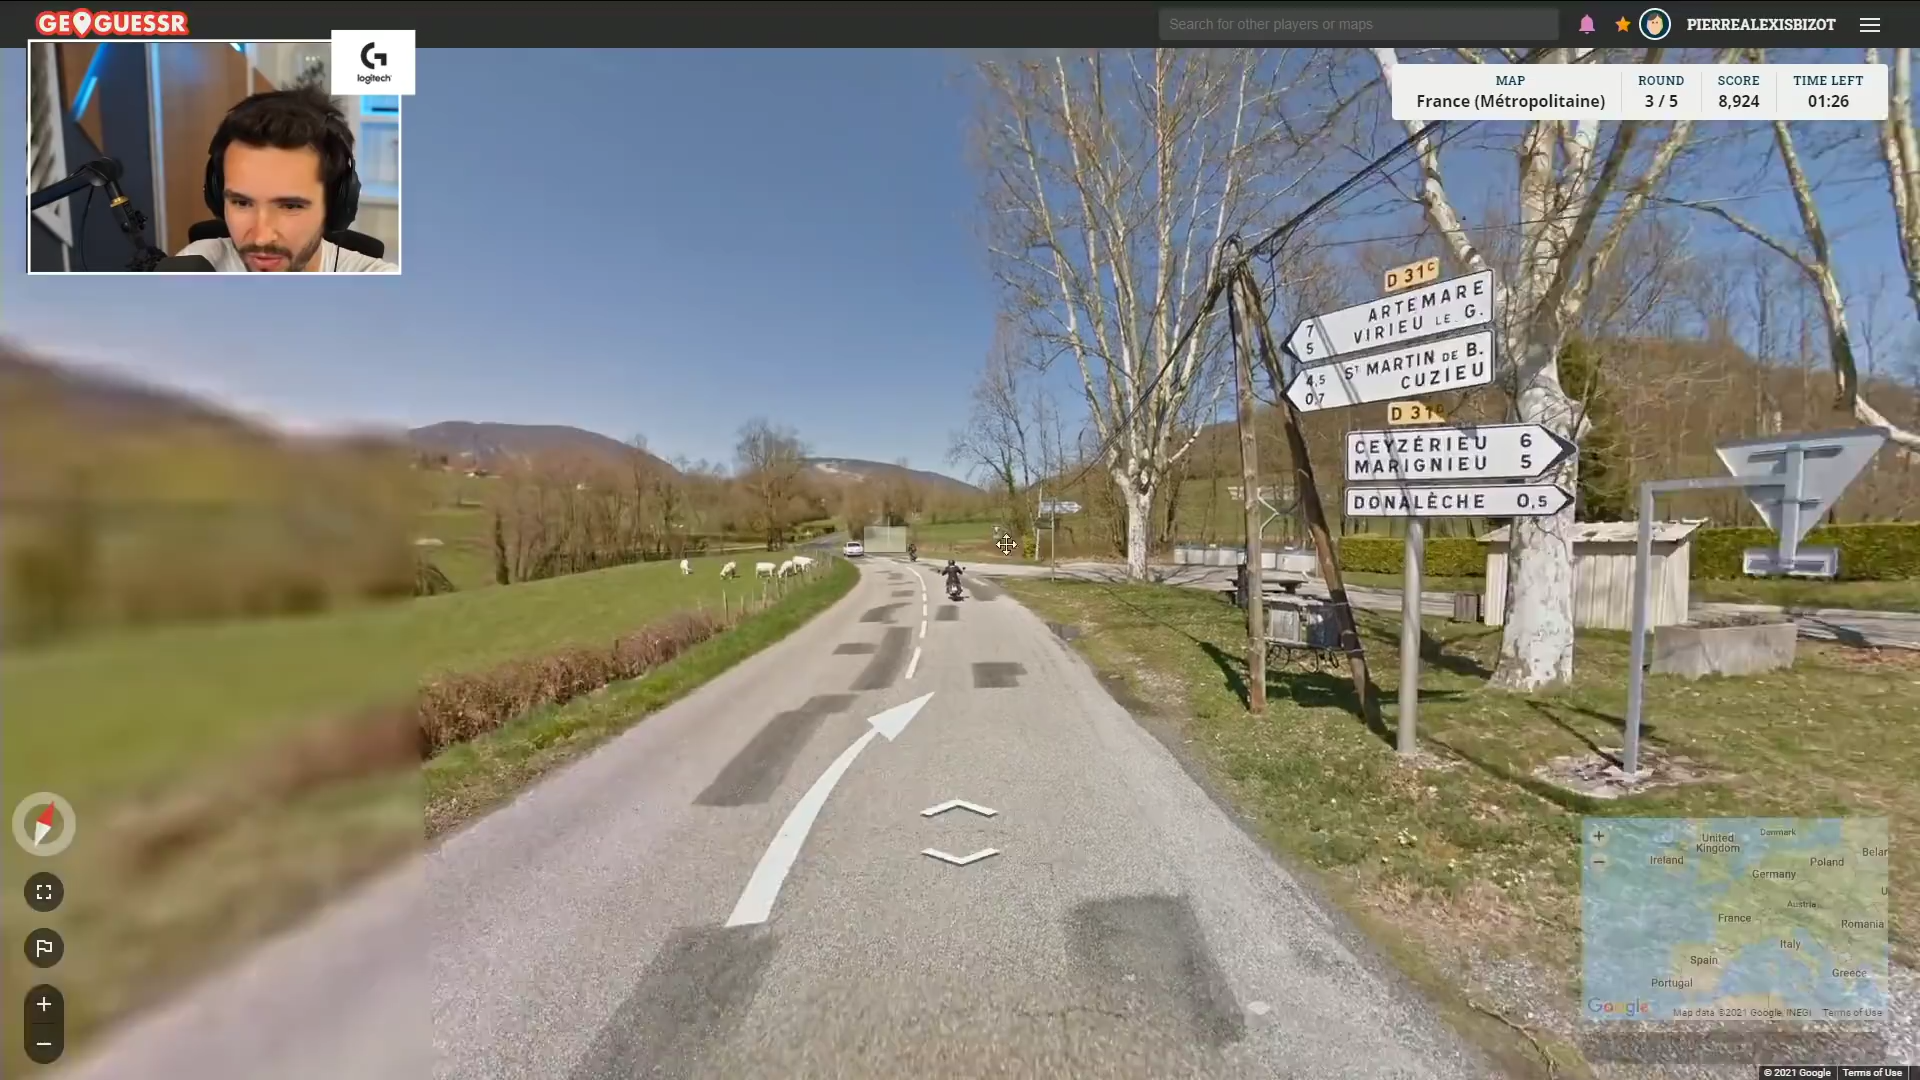 GEOGUESSR
Search for other players or maps
PIERREALEXISBIZOT
logitech
MAP
France (Métropolitaine)
ROUND
3 / 5
SCORE
8,924
TIME LEFT
01:26
D 31C
7 ARTEMARE
5 VIRIEU LE G.
4,5 ST MARTIN DE B.
0,7 CUZIEU
D 31
CEYZÉRIEU 6
MARIGNIEU 5
DONALÈCHE 0,5
United
Kingdom
Denmark
Ireland
Poland
Belar
Germany
U
Austria
France
Romania
Italy
Spain
Portugal
Greece
Google
Map data ©2021 Google, INEGI
Terms of Use
© 2021 Google
Terms of Use